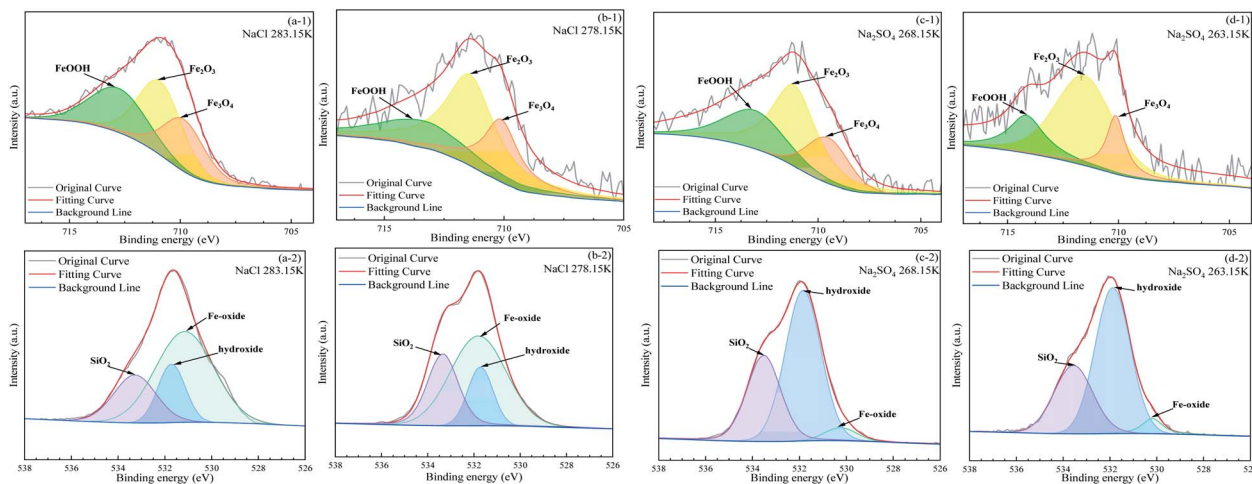 (a-1)
NaCl 283.15K
FeOOH
Fe₂O₃
Fe₃O₄
Intensity (a.u.)
Original Curve
Fitting Curve
Background Line
715 710 705
Binding energy (eV)
(b-1)
NaCl 278.15K
Fe₂O₃
FeOOH
Fe₃O₄
Intensity (a.u.)
Original Curve
Fitting Curve
Background Line
715 710 705
Binding energy (eV)
(c-1)
Na₂SO₄ 268.15K
FeOOH
Fe₂O₃
Fe₃O₄
Intensity (a.u.)
Original Curve
Fitting Curve
Background Line
715 710 705
Binding energy (eV)
(d-1)
Na₂SO₄ 263.15K
Fe₂O₃
FeOOH
Fe₃O₄
Intensity (a.u.)
Original Curve
Fitting Curve
Background Line
715 710 705
Binding energy (eV)
(a-2)
NaCl 283.15K
Original Curve
Fitting Curve
Background Line
Fe-oxide
hydroxide
SiO₂
Intensity (a.u.)
538 536 534 532 530 528 526
Binding energy (eV)
(b-2)
NaCl 278.15K
Original Curve
Fitting Curve
Background Line
Fe-oxide
SiO₂
hydroxide
Intensity (a.u.)
538 536 534 532 530 528 526
Binding energy (eV)
(c-2)
Na₂SO₄ 268.15K
Original Curve
Fitting Curve
Background Line
hydroxide
SiO₂
Fe-oxide
Intensity (a.u.)
538 536 534 532 530 528 526
Binding energy (eV)
(d-2)
Na₂SO₄ 263.15K
Original Curve
Fitting Curve
Background Line
hydroxide
SiO₂
Fe-oxide
Intensity (a.u.)
538 536 534 532 530 528
Binding energy (eV)